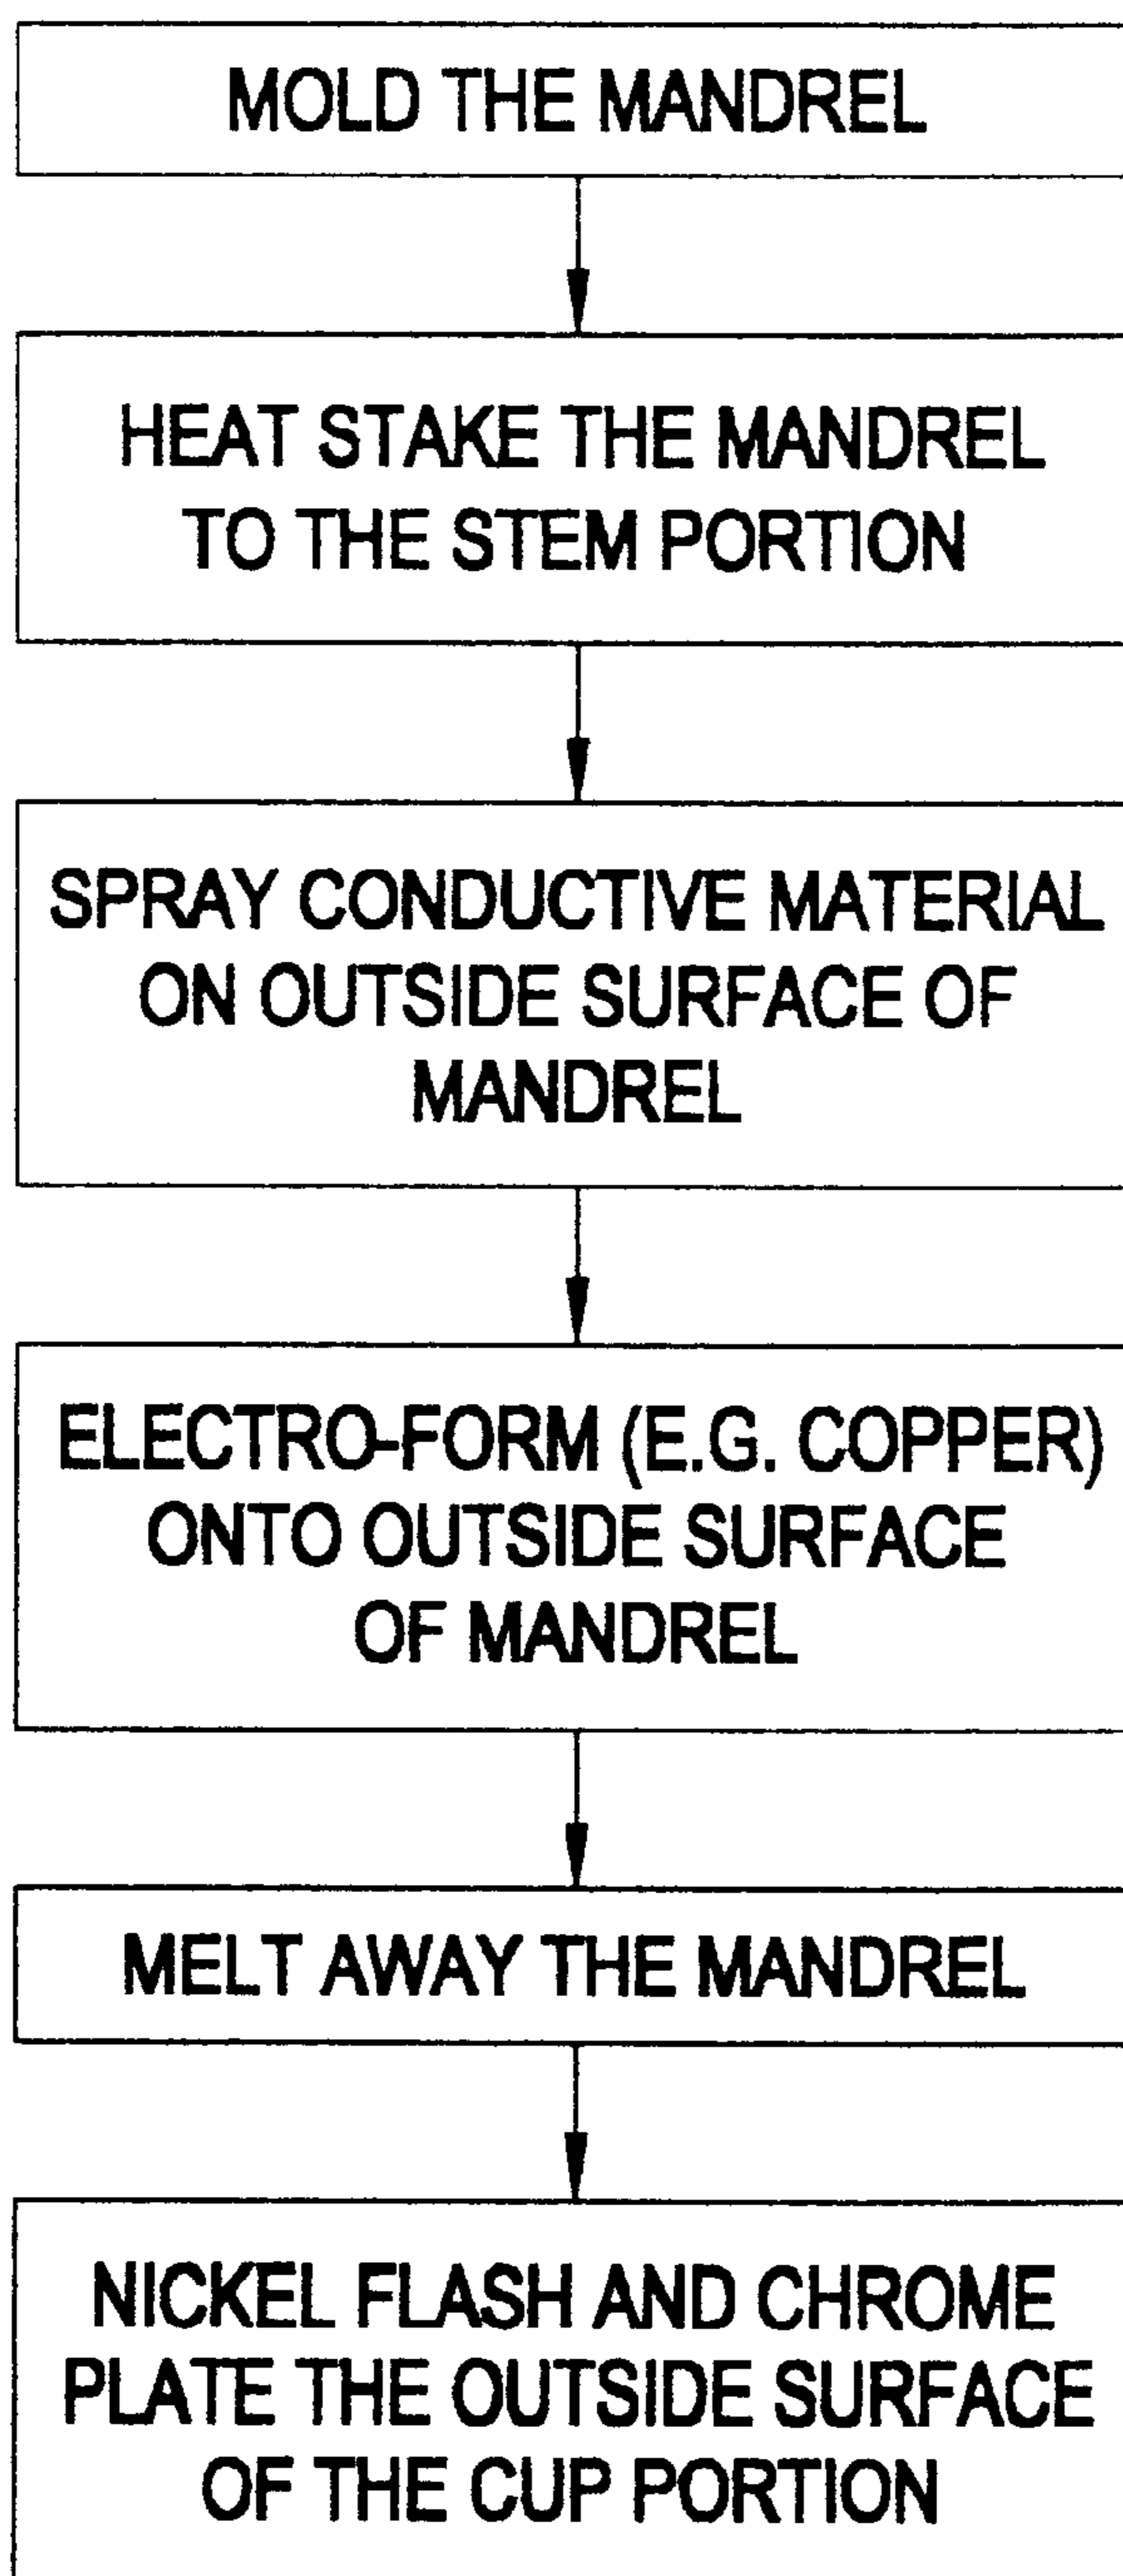 MOLD THE MANDREL
HEAT STAKE THE MANDREL
TO THE STEM PORTION
SPRAY CONDUCTIVE MATERIAL
ON OUTSIDE SURFACE OF
MANDREL
ELECTRO-FORM (E.G. COPPER)
ONTO OUTSIDE SURFACE
OF MANDREL
MELT AWAY THE MANDREL
NICKEL FLASH AND CHROME
PLATE THE OUTSIDE SURFACE
OF THE CUP PORTION